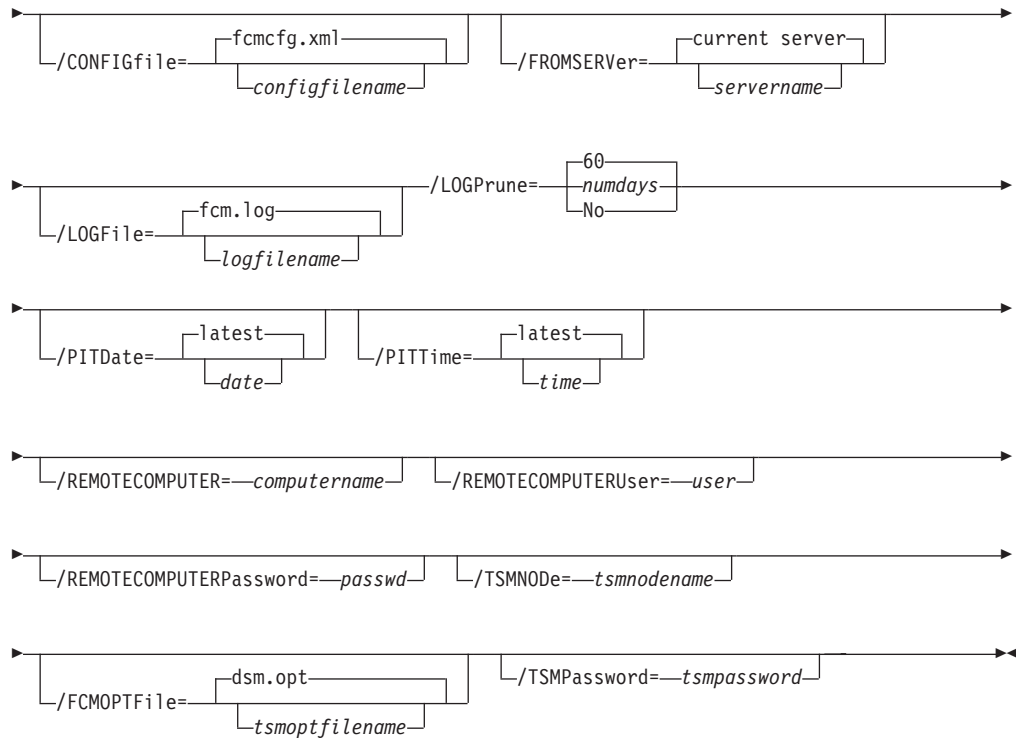 fcmcfg.xml current server
/CONFIGfile= /FROMSERVer=
configfilename servername
60
/LOGPrune= numdays
fcm.log No
/LOGFile=
logfilename
latest latest
/PITDate= /PITTime=
date time
/REMOTECOMPUTER= computername /REMOTECOMPUTERUser= user
/REMOTECOMPUTERPassword= passwd /TSMNODe= tsmnodename
dsm.opt /TSMPassword= tsmpassword
/FCMOPTFile=
tsmoptfilename